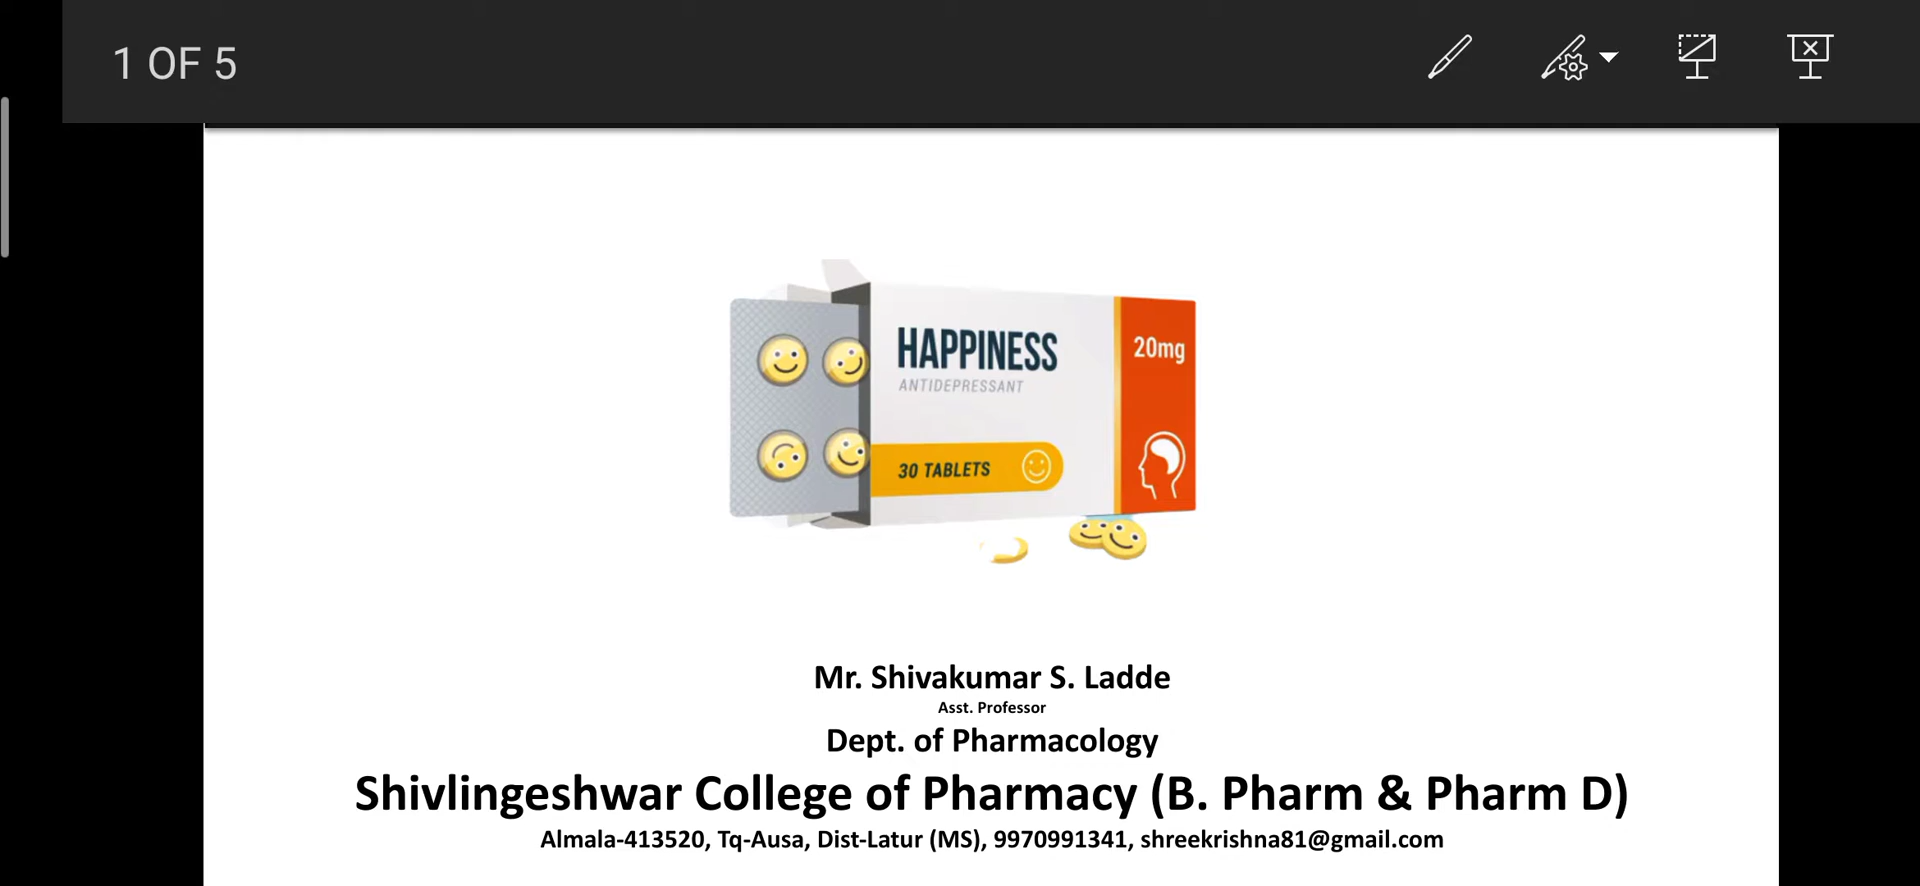 1 OF 5
HAPPINESS
ANTIDEPRESSANT
20mg
30 TABLETS
Mr. Shivakumar S. Ladde
Asst. Professor
Dept. of Pharmacology
Shivlingeshwar College of Pharmacy (B. Pharm & Pharm D)
Almala-413520, Tq-Ausa, Dist-Latur (MS), 9970991341, shreekrishna81@gmail.com